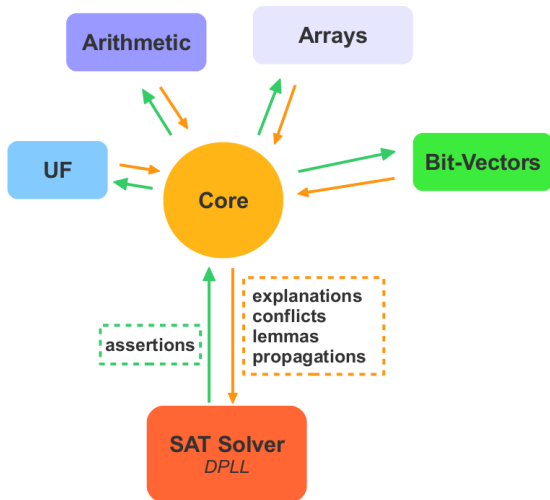 Arithmetic
Arrays
UF
Core
Bit-Vectors
assertions
explanations
conflicts
lemmas
propagations
SAT Solver
DPLL